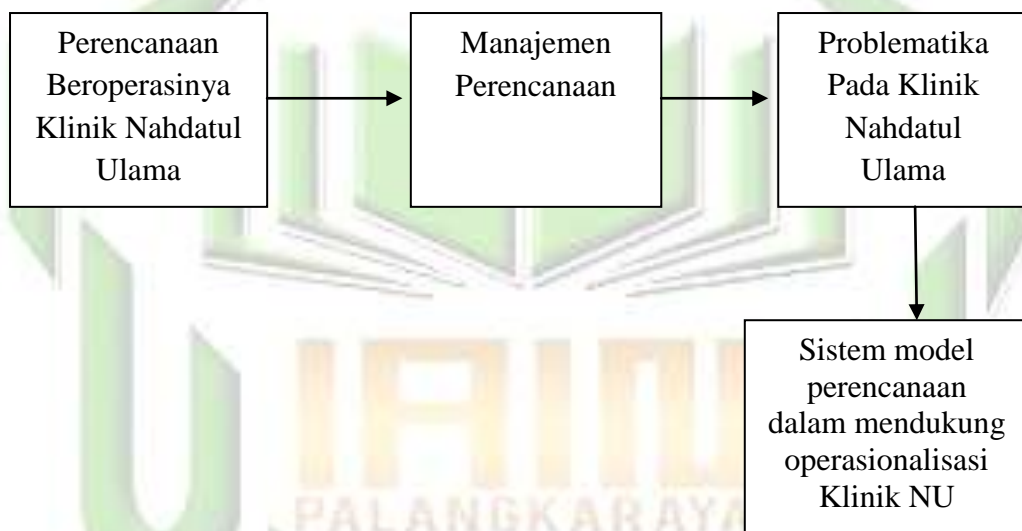 Perencanaan
Beroperasinya
Klinik Nahdatul
Ulama
Manajemen
Perencanaan
Problematika
Pada Klinik
Nahdatul
Ulama
Sistem model
perencanaan
dalam mendukung
operasionalisasi
Klinik NU
IAIN
PALANGKARAYA